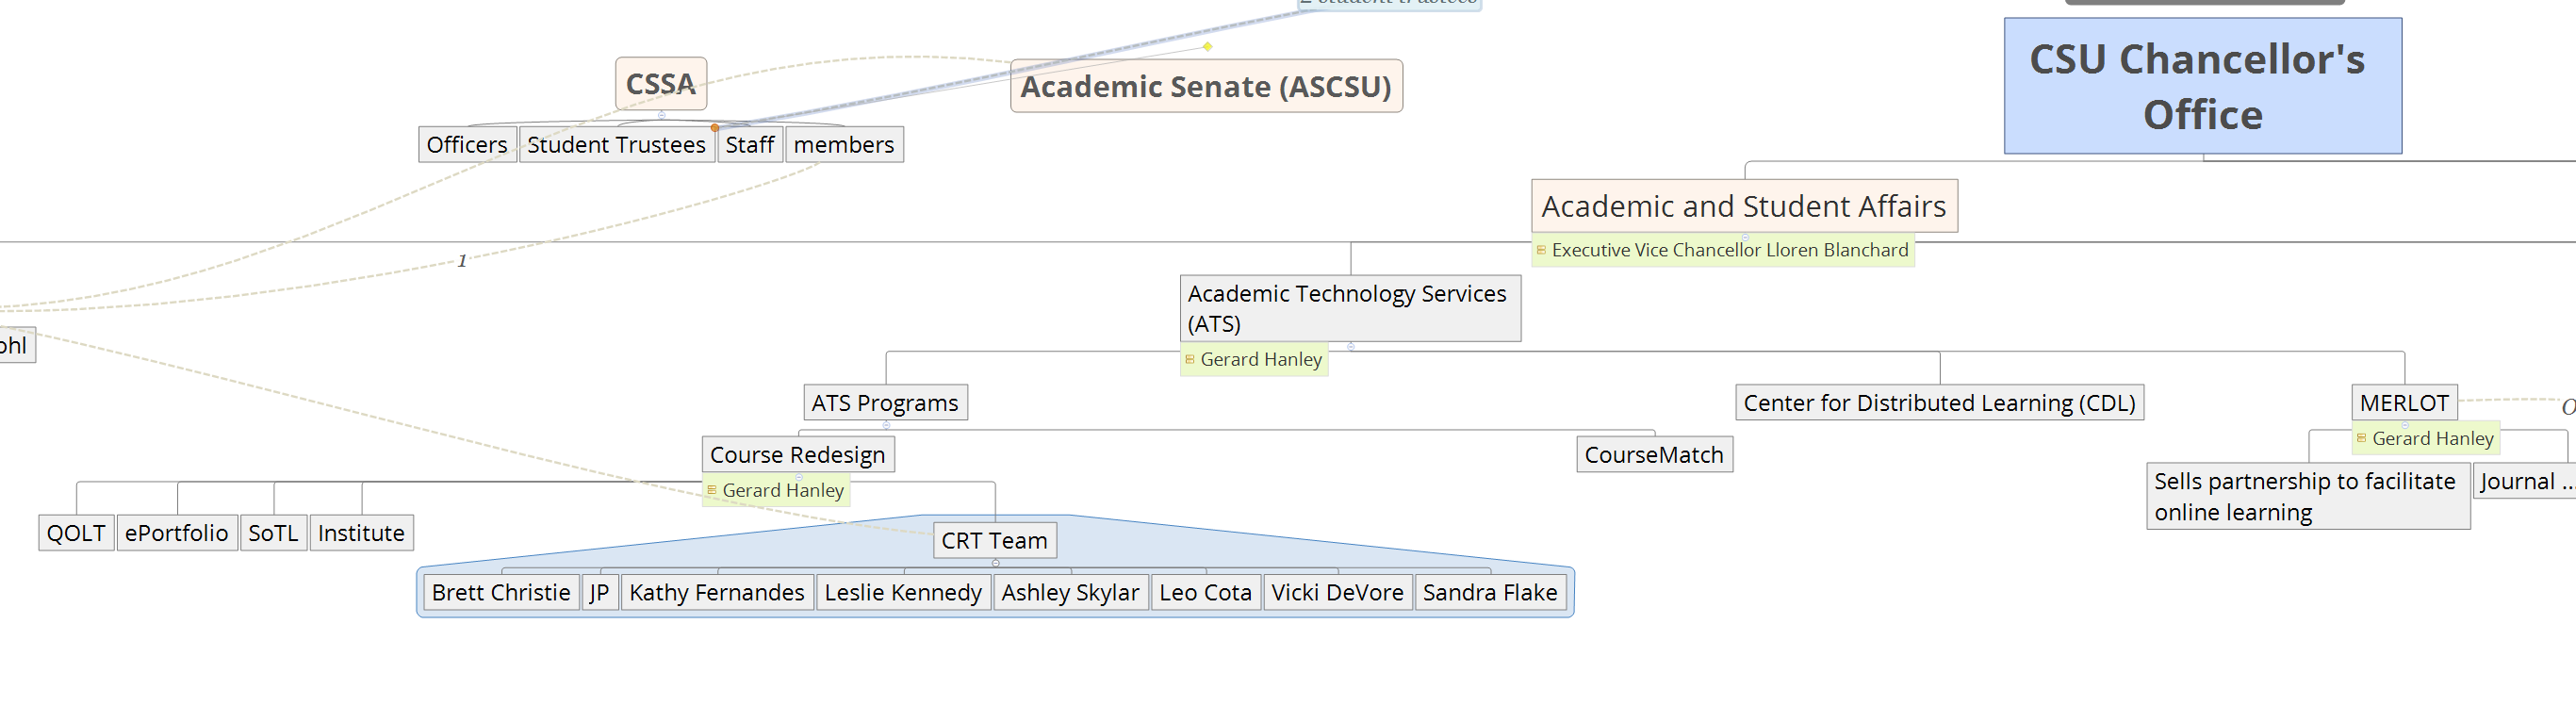 2 student trustees
CSU Chancellor's
Office
CSSA
Academic Senate (ASCSU)
Officers
Student Trustees
Staff
members
Academic and Student Affairs
Executive Vice Chancellor Lloren Blanchard
1
Academic Technology Services
(ATS)
Gerard Hanley
ATS Programs
Center for Distributed Learning (CDL)
MERLOT
Gerard Hanley
Course Redesign
Gerard Hanley
CourseMatch
Sells partnership to facilitate
online learning
Journal ...
QOLT
ePortfolio
SoTL
Institute
CRT Team
Brett Christie
JP
Kathy Fernandes
Leslie Kennedy
Ashley Skylar
Leo Cota
Vicki DeVore
Sandra Flake